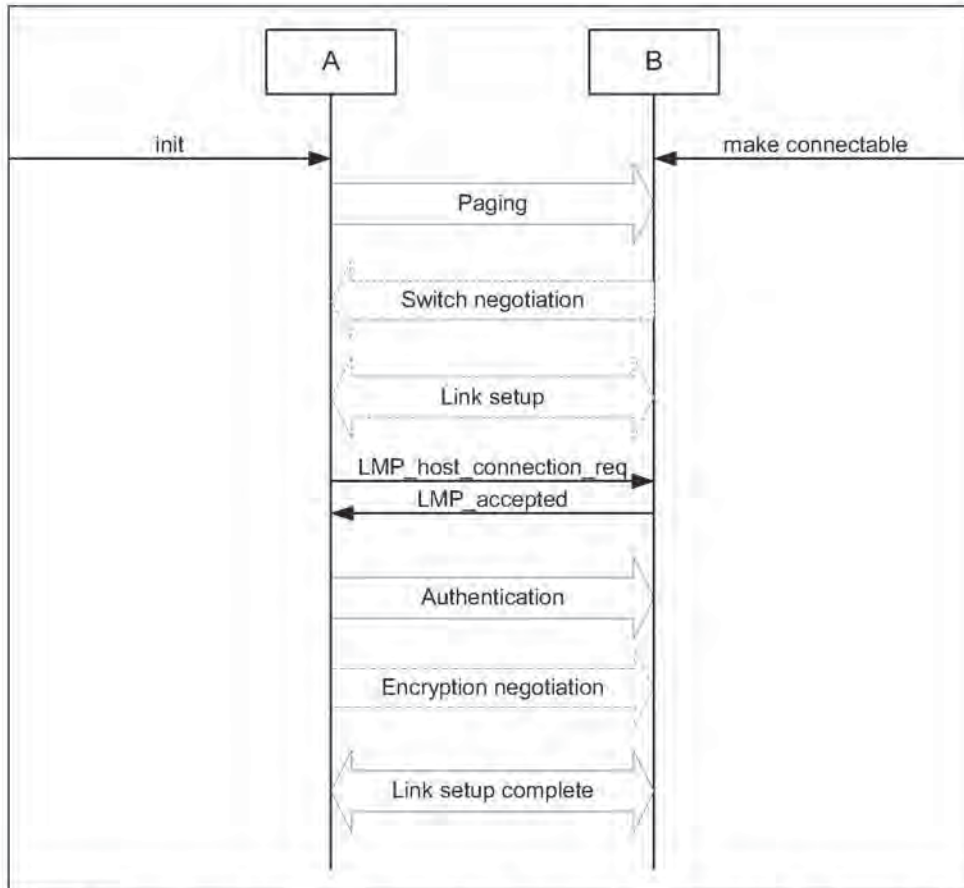 A
B
init
make connectable
Paging
Switch negotiation
Link setup
LMP_host_connection_req
LMP_accepted
Authentication
Encryption negotiation
Link setup complete